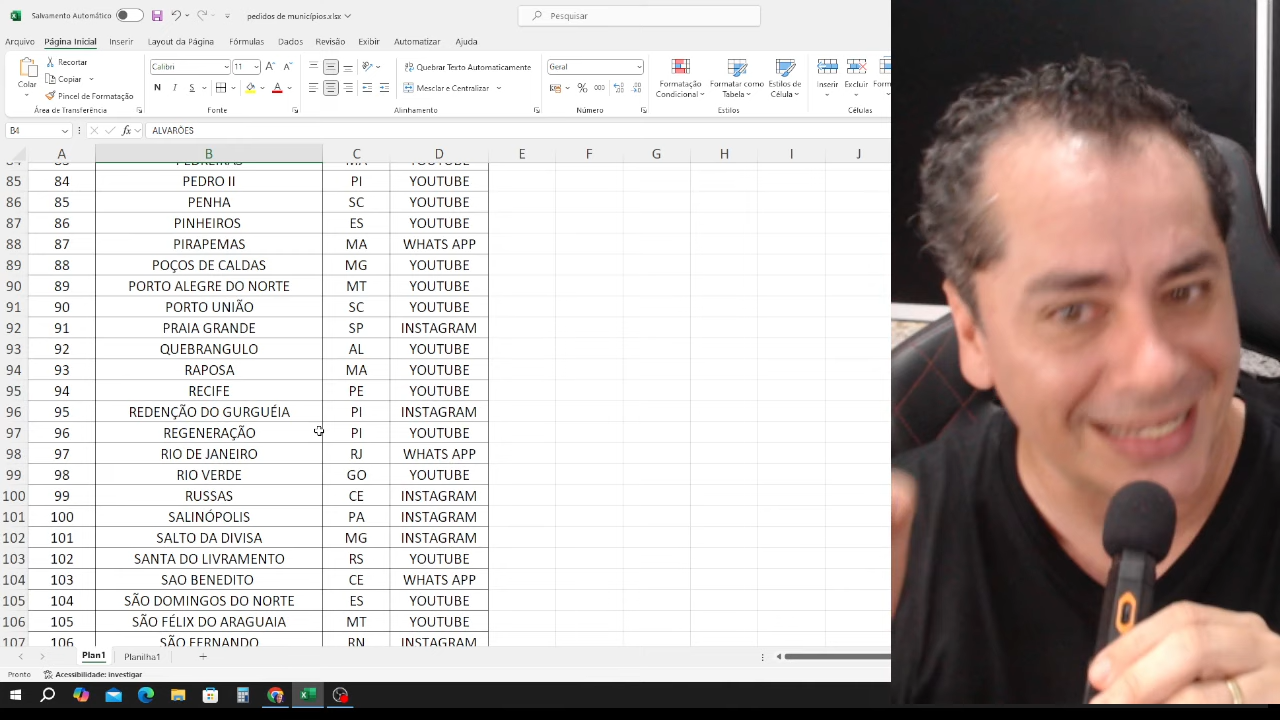 Salvamento Automático
pedidos de municípios.xlsx
Pesquisar
Arquivo Página Inicial Inserir Layout da Página Fórmulas Dados Revisão Exibir Automatizar Ajuda
Colar
Recortar
Copiar
Pincel de Formatação
Área de Transferência
Calibri 11
N I S
Fonte
Quebrar Texto Automaticamente
Mesclar e Centralizar
Alinhamento
Geral
% 000
Número
Formatação Condicional
Formatar como Tabela
Estilos de Célula
Estilos
Inserir Excluir
Células
B4 fx ALVARÕES
A B C D E F G H I J
85 84 PEDRO II PI YOUTUBE
86 85 PENHA SC YOUTUBE
87 86 PINHEIROS ES YOUTUBE
88 87 PIRAPEMAS MA WHATS APP
89 88 POÇOS DE CALDAS MG YOUTUBE
90 89 PORTO ALEGRE DO NORTE MT YOUTUBE
91 90 PORTO UNIÃO SC YOUTUBE
92 91 PRAIA GRANDE SP INSTAGRAM
93 92 QUEBRANGULO AL YOUTUBE
94 93 RAPOSA MA YOUTUBE
95 94 RECIFE PE YOUTUBE
96 95 REDENÇÃO DO GURGUÉIA PI INSTAGRAM
97 96 REGENERAÇÃO PI YOUTUBE
98 97 RIO DE JANEIRO RJ WHATS APP
99 98 RIO VERDE GO YOUTUBE
100 99 RUSSAS CE INSTAGRAM
101 100 SALINÓPOLIS PA INSTAGRAM
102 101 SALTO DA DIVISA MG INSTAGRAM
103 102 SANTA DO LIVRAMENTO RS YOUTUBE
104 103 SAO BENEDITO CE WHATS APP
105 104 SÃO DOMINGOS DO NORTE ES YOUTUBE
106 105 SÃO FÉLIX DO ARAGUAIA MT YOUTUBE
107 106 SÃO FERNANDO RN INSTAGRAM
Plan1 Planilha1
Pronto Acessibilidade: investigar